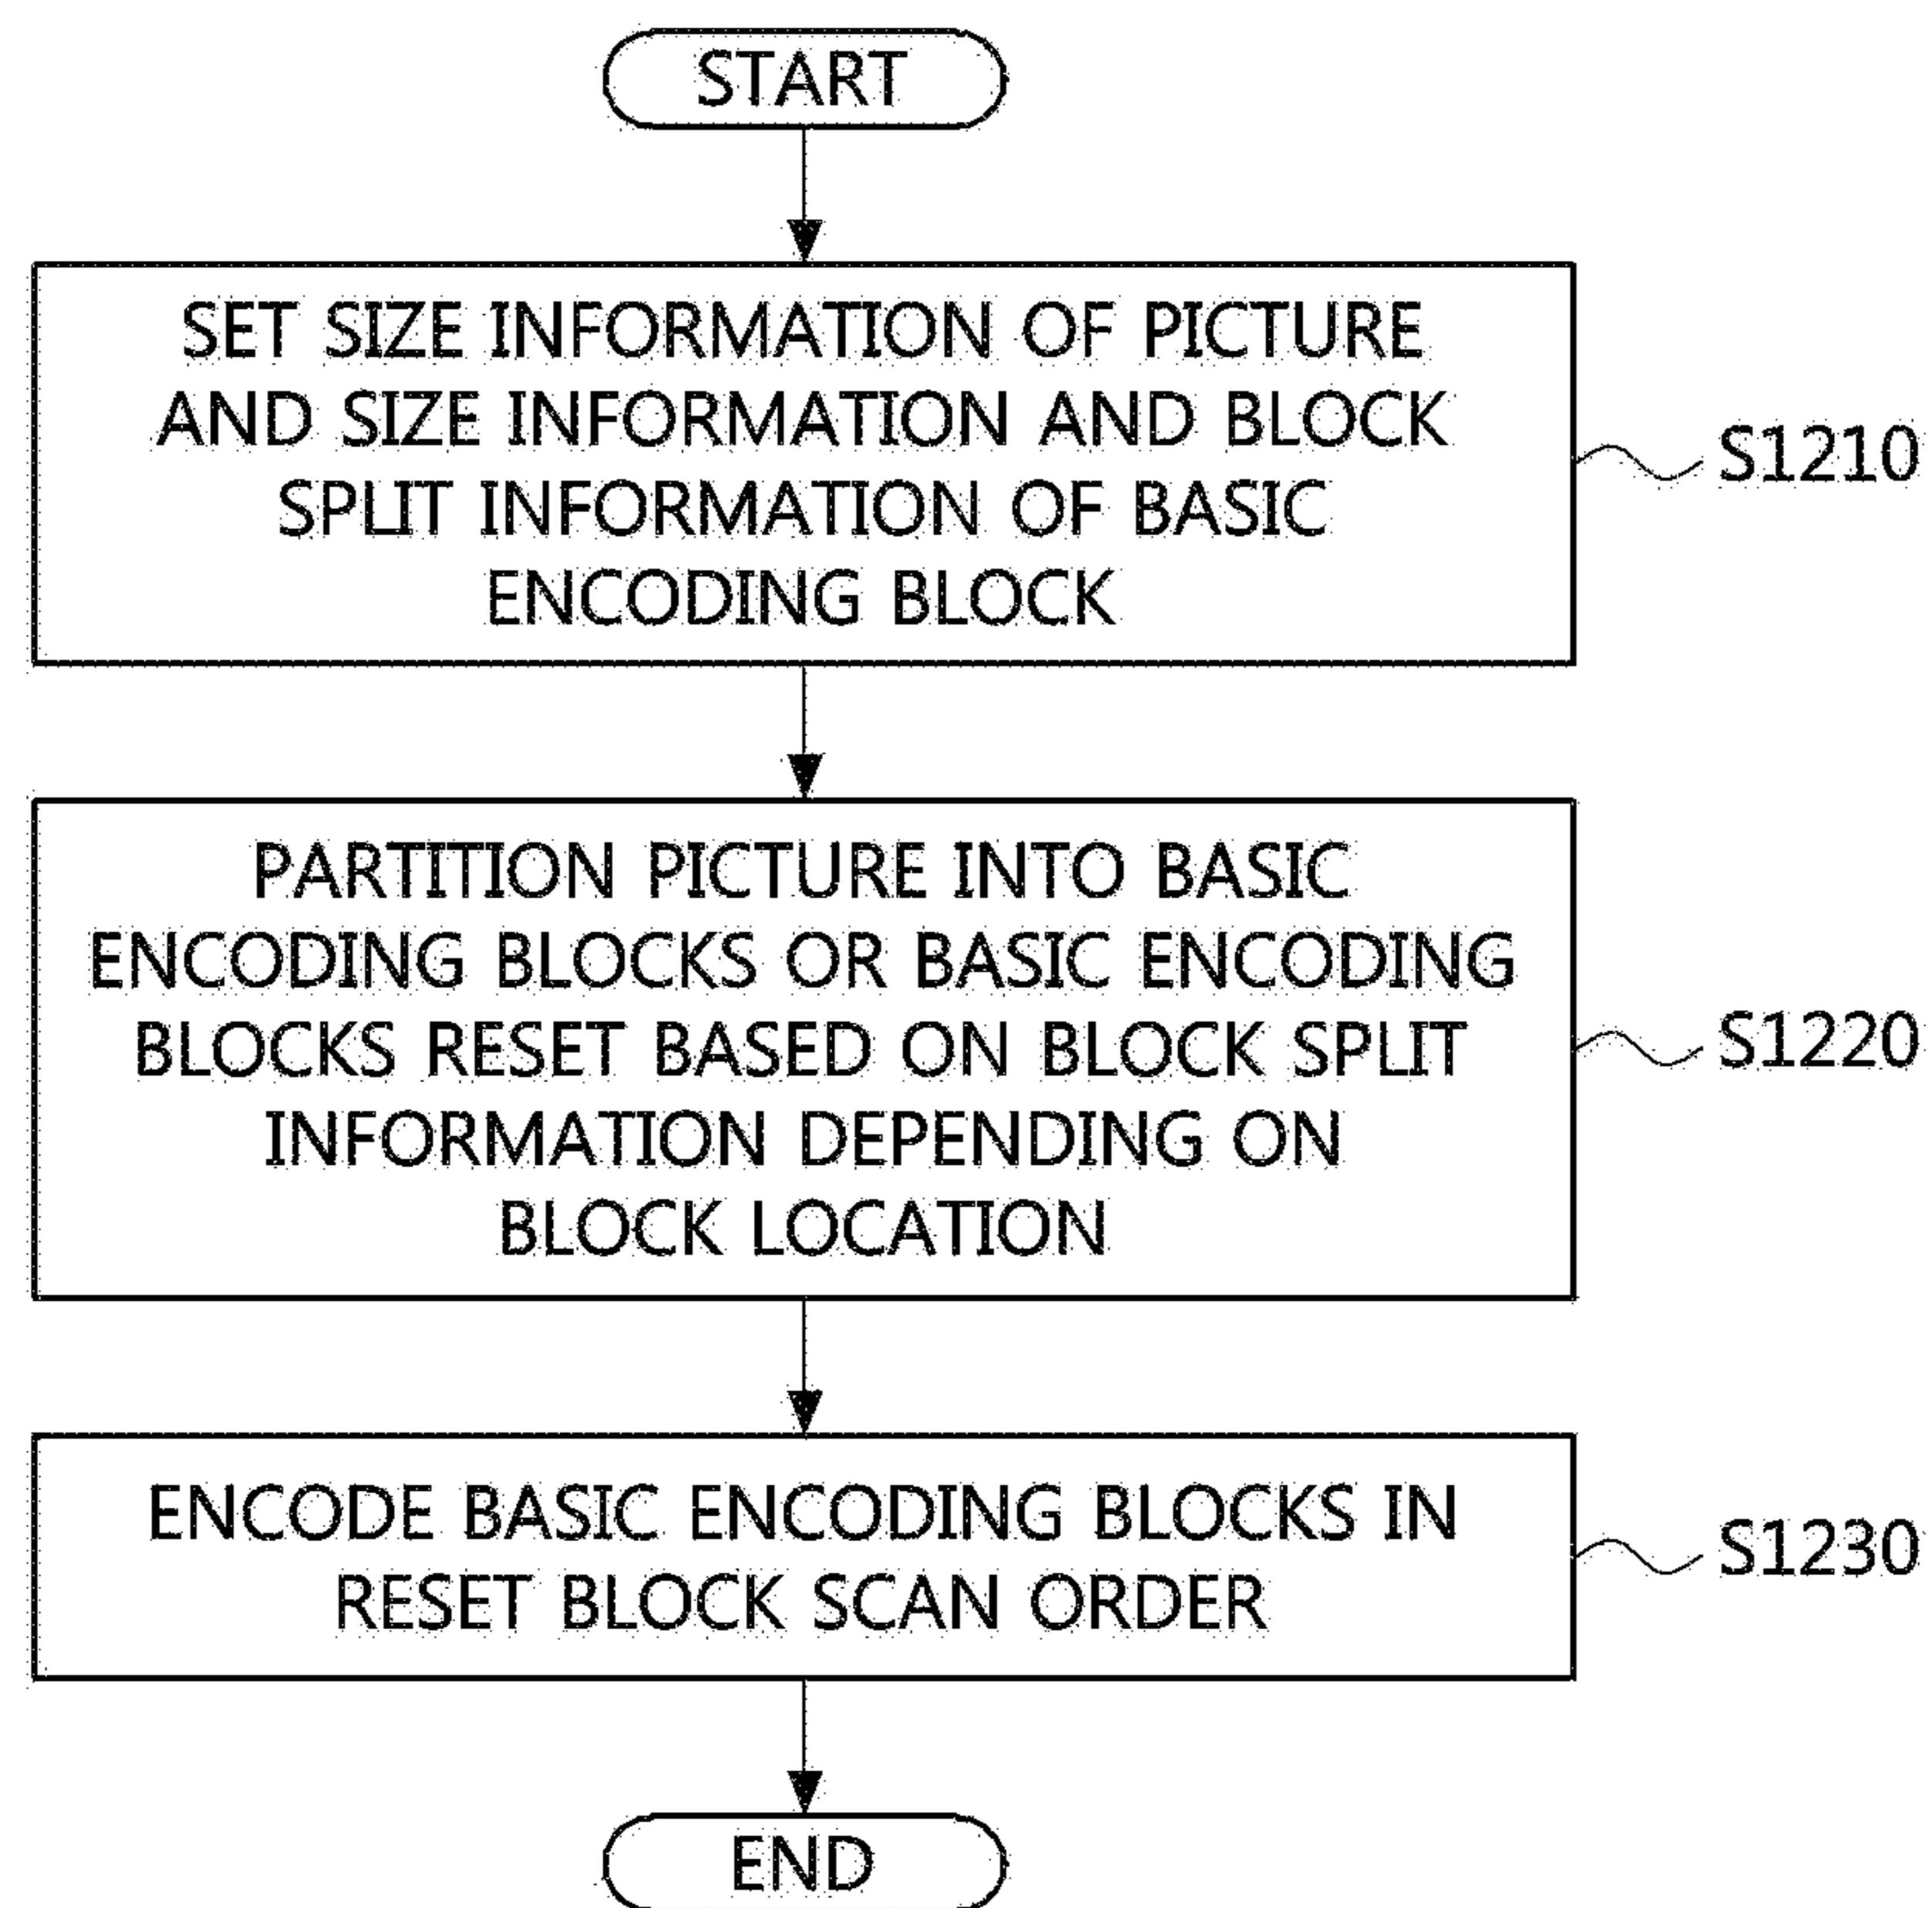 START
SET SIZE INFORMATION OF PICTURE
AND SIZE INFORMATION AND BLOCK
SPLIT INFORMATION OF BASIC
ENCODING BLOCK
S1210
PARTITION PICTURE INTO BASIC
ENCODING BLOCKS OR BASIC ENCODING
BLOCKS RESET BASED ON BLOCK SPLIT
INFORMATION DEPENDING ON
BLOCK LOCATION
S1220
ENCODE BASIC ENCODING BLOCKS IN
RESET BLOCK SCAN ORDER
S1230
END